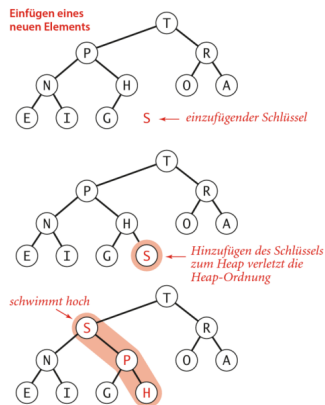 Einfügen eines
neuen Elements
T
P R
N H O A
E I G S einzufügender Schlüssel
T
P R
N H O A
E I G S Hinzufügen des Schlüssels
zum Heap verletzt die
Heap-Ordnung
schwimmt hoch
T
S R
N P O A
E I G H